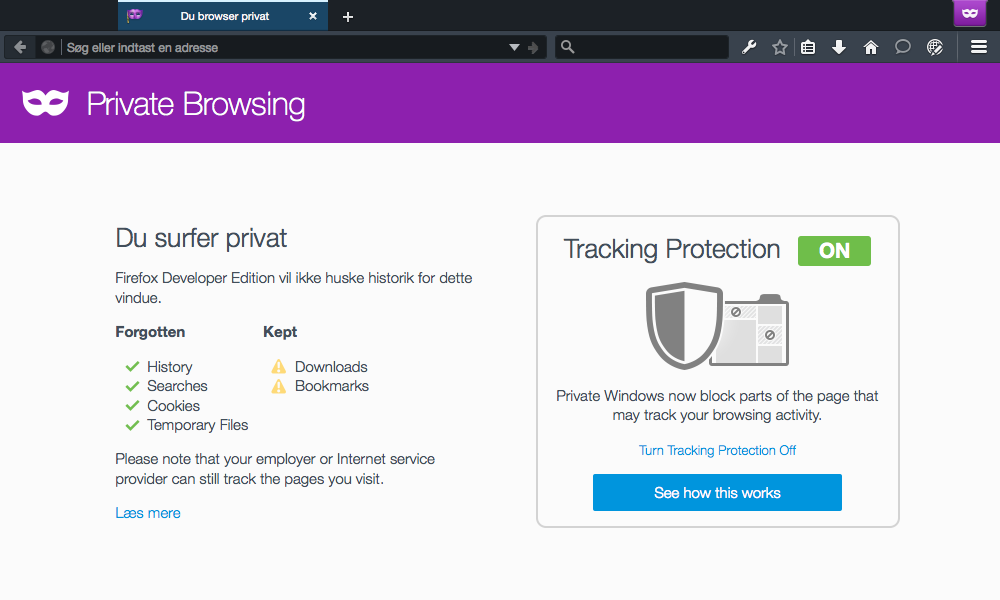 Du browser privat
Søg eller indtast en adresse
Private Browsing
Du surfer privat
Firefox Developer Edition vil ikke huske historik for dette
vindue.
Forgotten
Kept
History
Searches
Cookies
Temporary Files
Downloads
Bookmarks
Please note that your employer or Internet service
provider can still track the pages you visit.
Læs mere
Tracking Protection ON
Private Windows now block parts of the page that
may track your browsing activity.
Turn Tracking Protection Off
See how this works